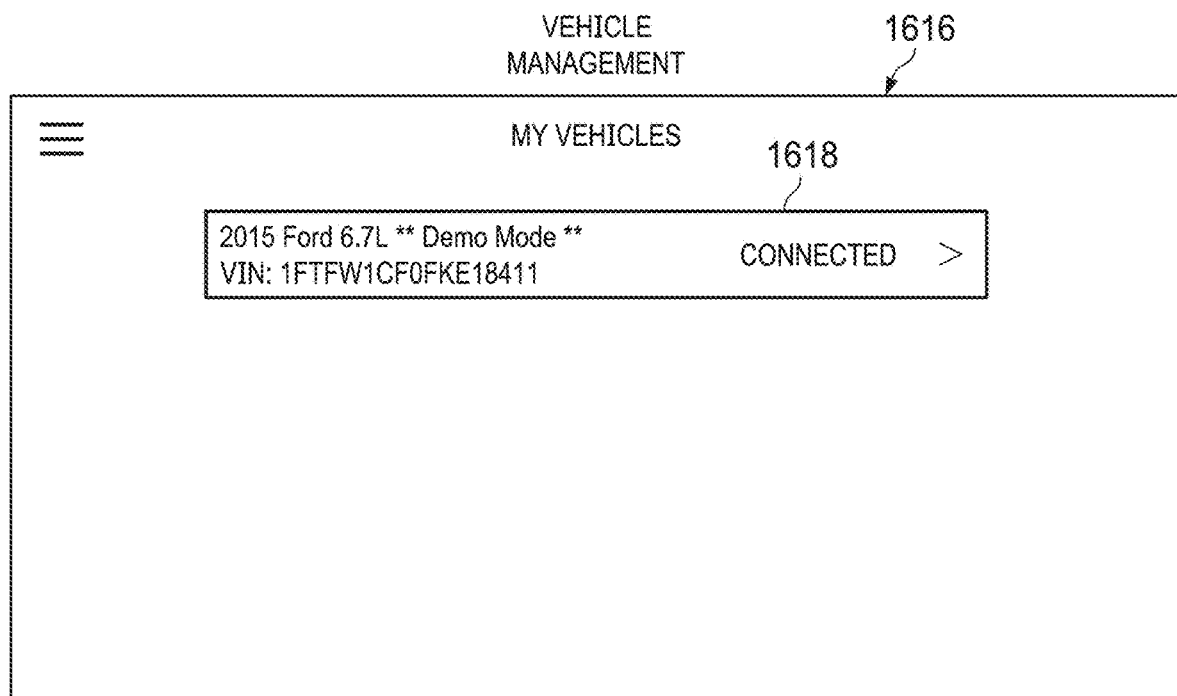 VEHICLE
MANAGEMENT
1616
MY VEHICLES
1618
2015 Ford 6.7L ** Demo Mode **
VIN: 1FTFW1CF0FKE18411
CONNECTED >